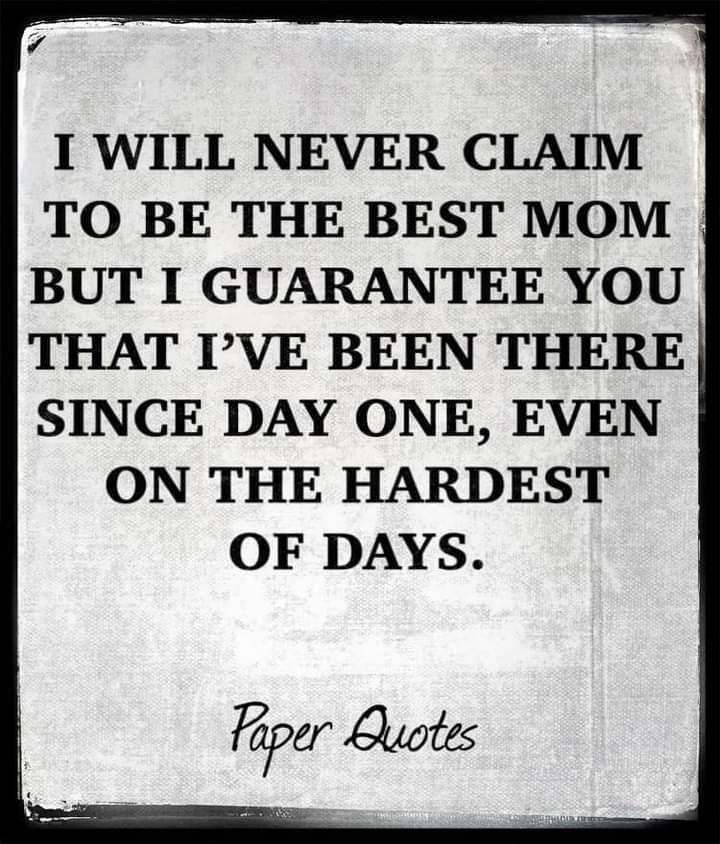 I WILL NEVER CLAIM
TO BE THE BEST MOM
BUT I GUARANTEE YOU
THAT I’VE BEEN THERE
SINCE DAY ONE, EVEN
ON THE HARDEST
OF DAYS.
Paper Quotes